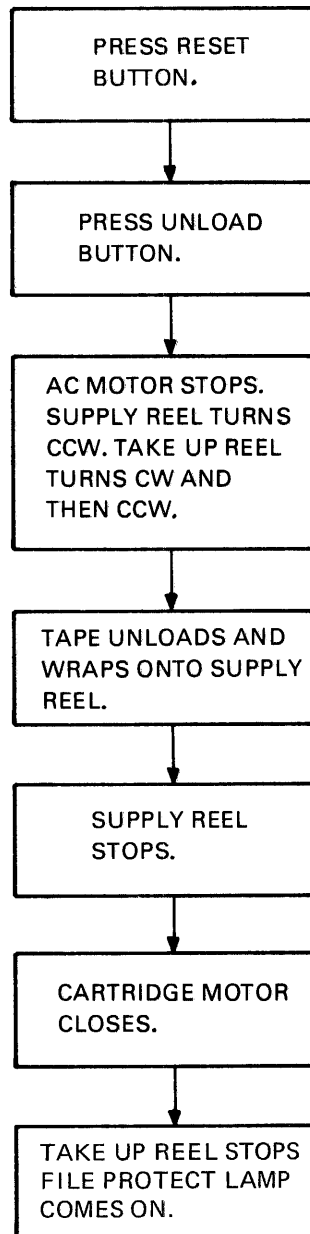 PRESS RESET
BUTTON.
PRESS UNLOAD
BUTTON.
AC MOTOR STOPS.
SUPPLY REEL TURNS
CCW. TAKE UP REEL
TURNS CW AND
THEN CCW.
TAPE UNLOADS AND
WRAPS ONTO SUPPLY
REEL.
SUPPLY REEL
STOPS.
CARTRIDGE MOTOR
CLOSES.
TAKE UP REEL STOPS
FILE PROTECT LAMP
COMES ON.